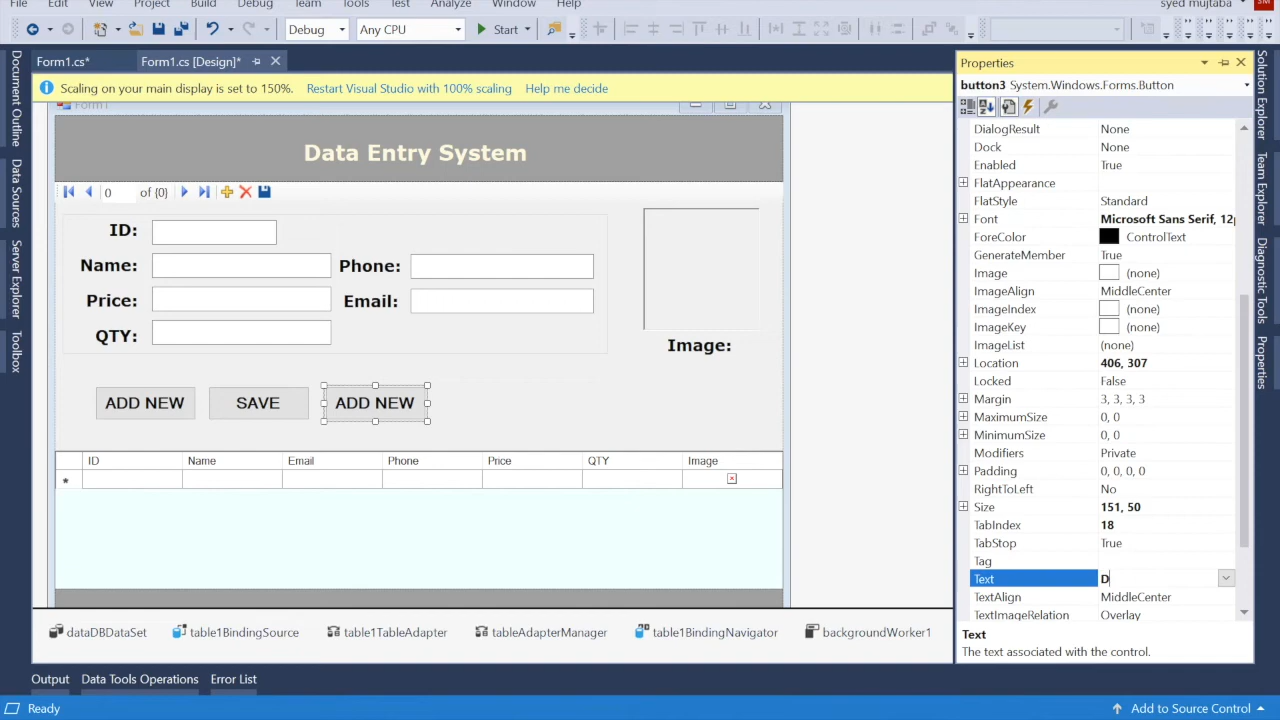 File Edit View Project Build Debug Team Tools Test Analyze Window Help syed mujtaba SM
Debug Any CPU Start
Form1.cs* Form1.cs [Design]*
Scaling on your main display is set to 150%. Restart Visual Studio with 100% scaling Help me decide
Form1
Data Entry System
0 of {0}
ID:
Name: Phone:
Price: Email:
QTY:
Image:
ADD NEW SAVE ADD NEW
ID Name Email Phone Price QTY Image
*
dataDBDataSet table1BindingSource table1TableAdapter tableAdapterManager table1BindingNavigator backgroundWorker1
Output Data Tools Operations Error List
Ready Add to Source Control
Document Outline
Data Sources
Server Explorer
Toolbox
Properties
button3 System.Windows.Forms.Button
DialogResult None
Dock None
Enabled True
FlatAppearance
FlatStyle Standard
Font Microsoft Sans Serif, 12p
ForeColor ControlText
GenerateMember True
Image (none)
ImageAlign MiddleCenter
ImageIndex (none)
ImageKey (none)
ImageList (none)
Location 406, 307
Locked False
Margin 3, 3, 3, 3
MaximumSize 0, 0
MinimumSize 0, 0
Modifiers Private
Padding 0, 0, 0, 0
RightToLeft No
Size 151, 50
TabIndex 18
TabStop True
Tag
Text D
TextAlign MiddleCenter
TextImageRelation Overlay
Text
The text associated with the control.
Solution Explorer
Team Explorer
Diagnostic Tools
Properties